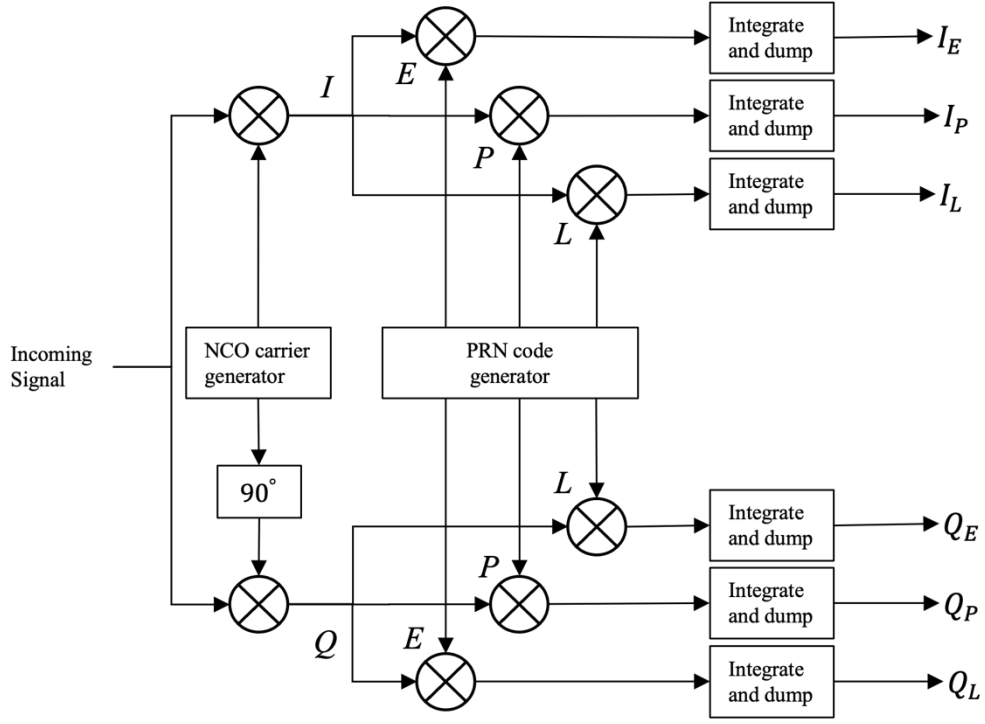 Integrate
and dump
I_E
I
E
Integrate
and dump
I_P
P
Integrate
and dump
I_L
L
Incoming
Signal
NCO carrier
generator
PRN code
generator
90°
L
Integrate
and dump
Q_E
P
Integrate
and dump
Q_P
Q
E
Integrate
and dump
Q_L